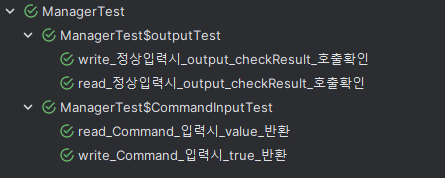 ManagerTest
ManagerTest$outputTest
write_정상입력시_output_checkResult_호출확인
read_정상입력시_output_checkResult_호출확인
ManagerTest$CommandInputTest
read_Command_입력시_value_반환
write_Command_입력시_true_반환